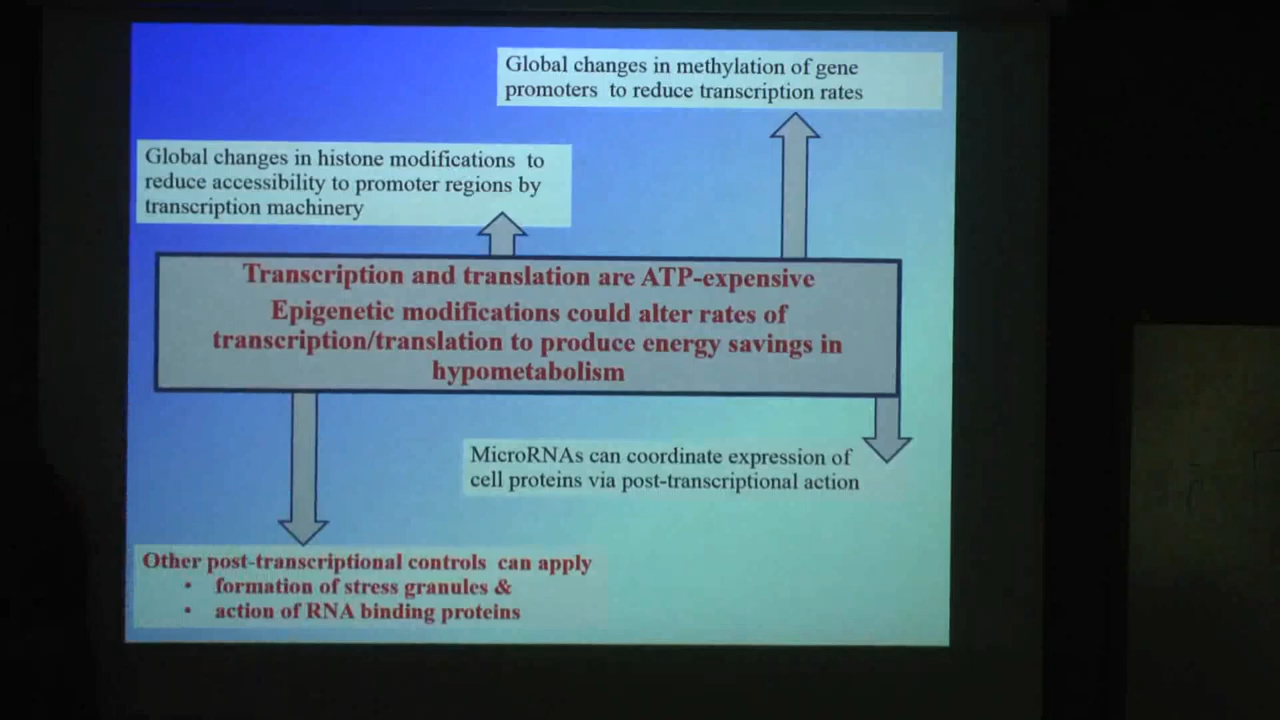 Global changes in methylation of gene
promoters to reduce transcription rates
Global changes in histone modifications to
reduce accessibility to promoter regions by
transcription machinery
Transcription and translation are ATP-expensive
Epigenetic modifications could alter rates of
transcription/translation to produce energy savings in
hypometabolism
MicroRNAs can coordinate expression of
cell proteins via post-transcriptional action
Other post-transcriptional controls can apply
• formation of stress granules &
• action of RNA binding proteins